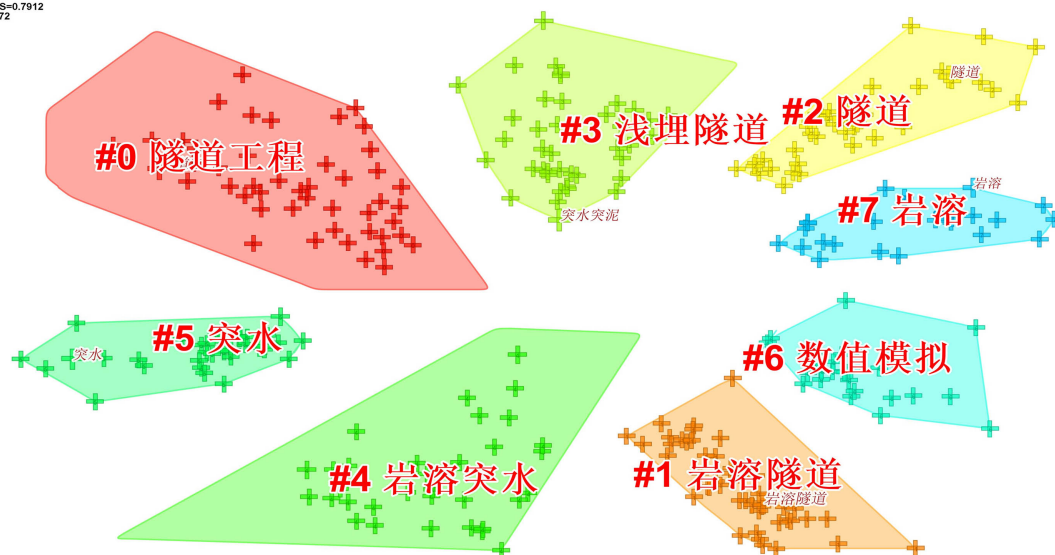 S=0.7912
72
隧道
#3 浅埋隧道
#2 隧道
#0 隧道工程
岩溶
#7 岩溶
突水突泥
#5 突水
突水
#6 数值模拟
#4 岩溶突水
#1 岩溶隧道
岩溶隧道